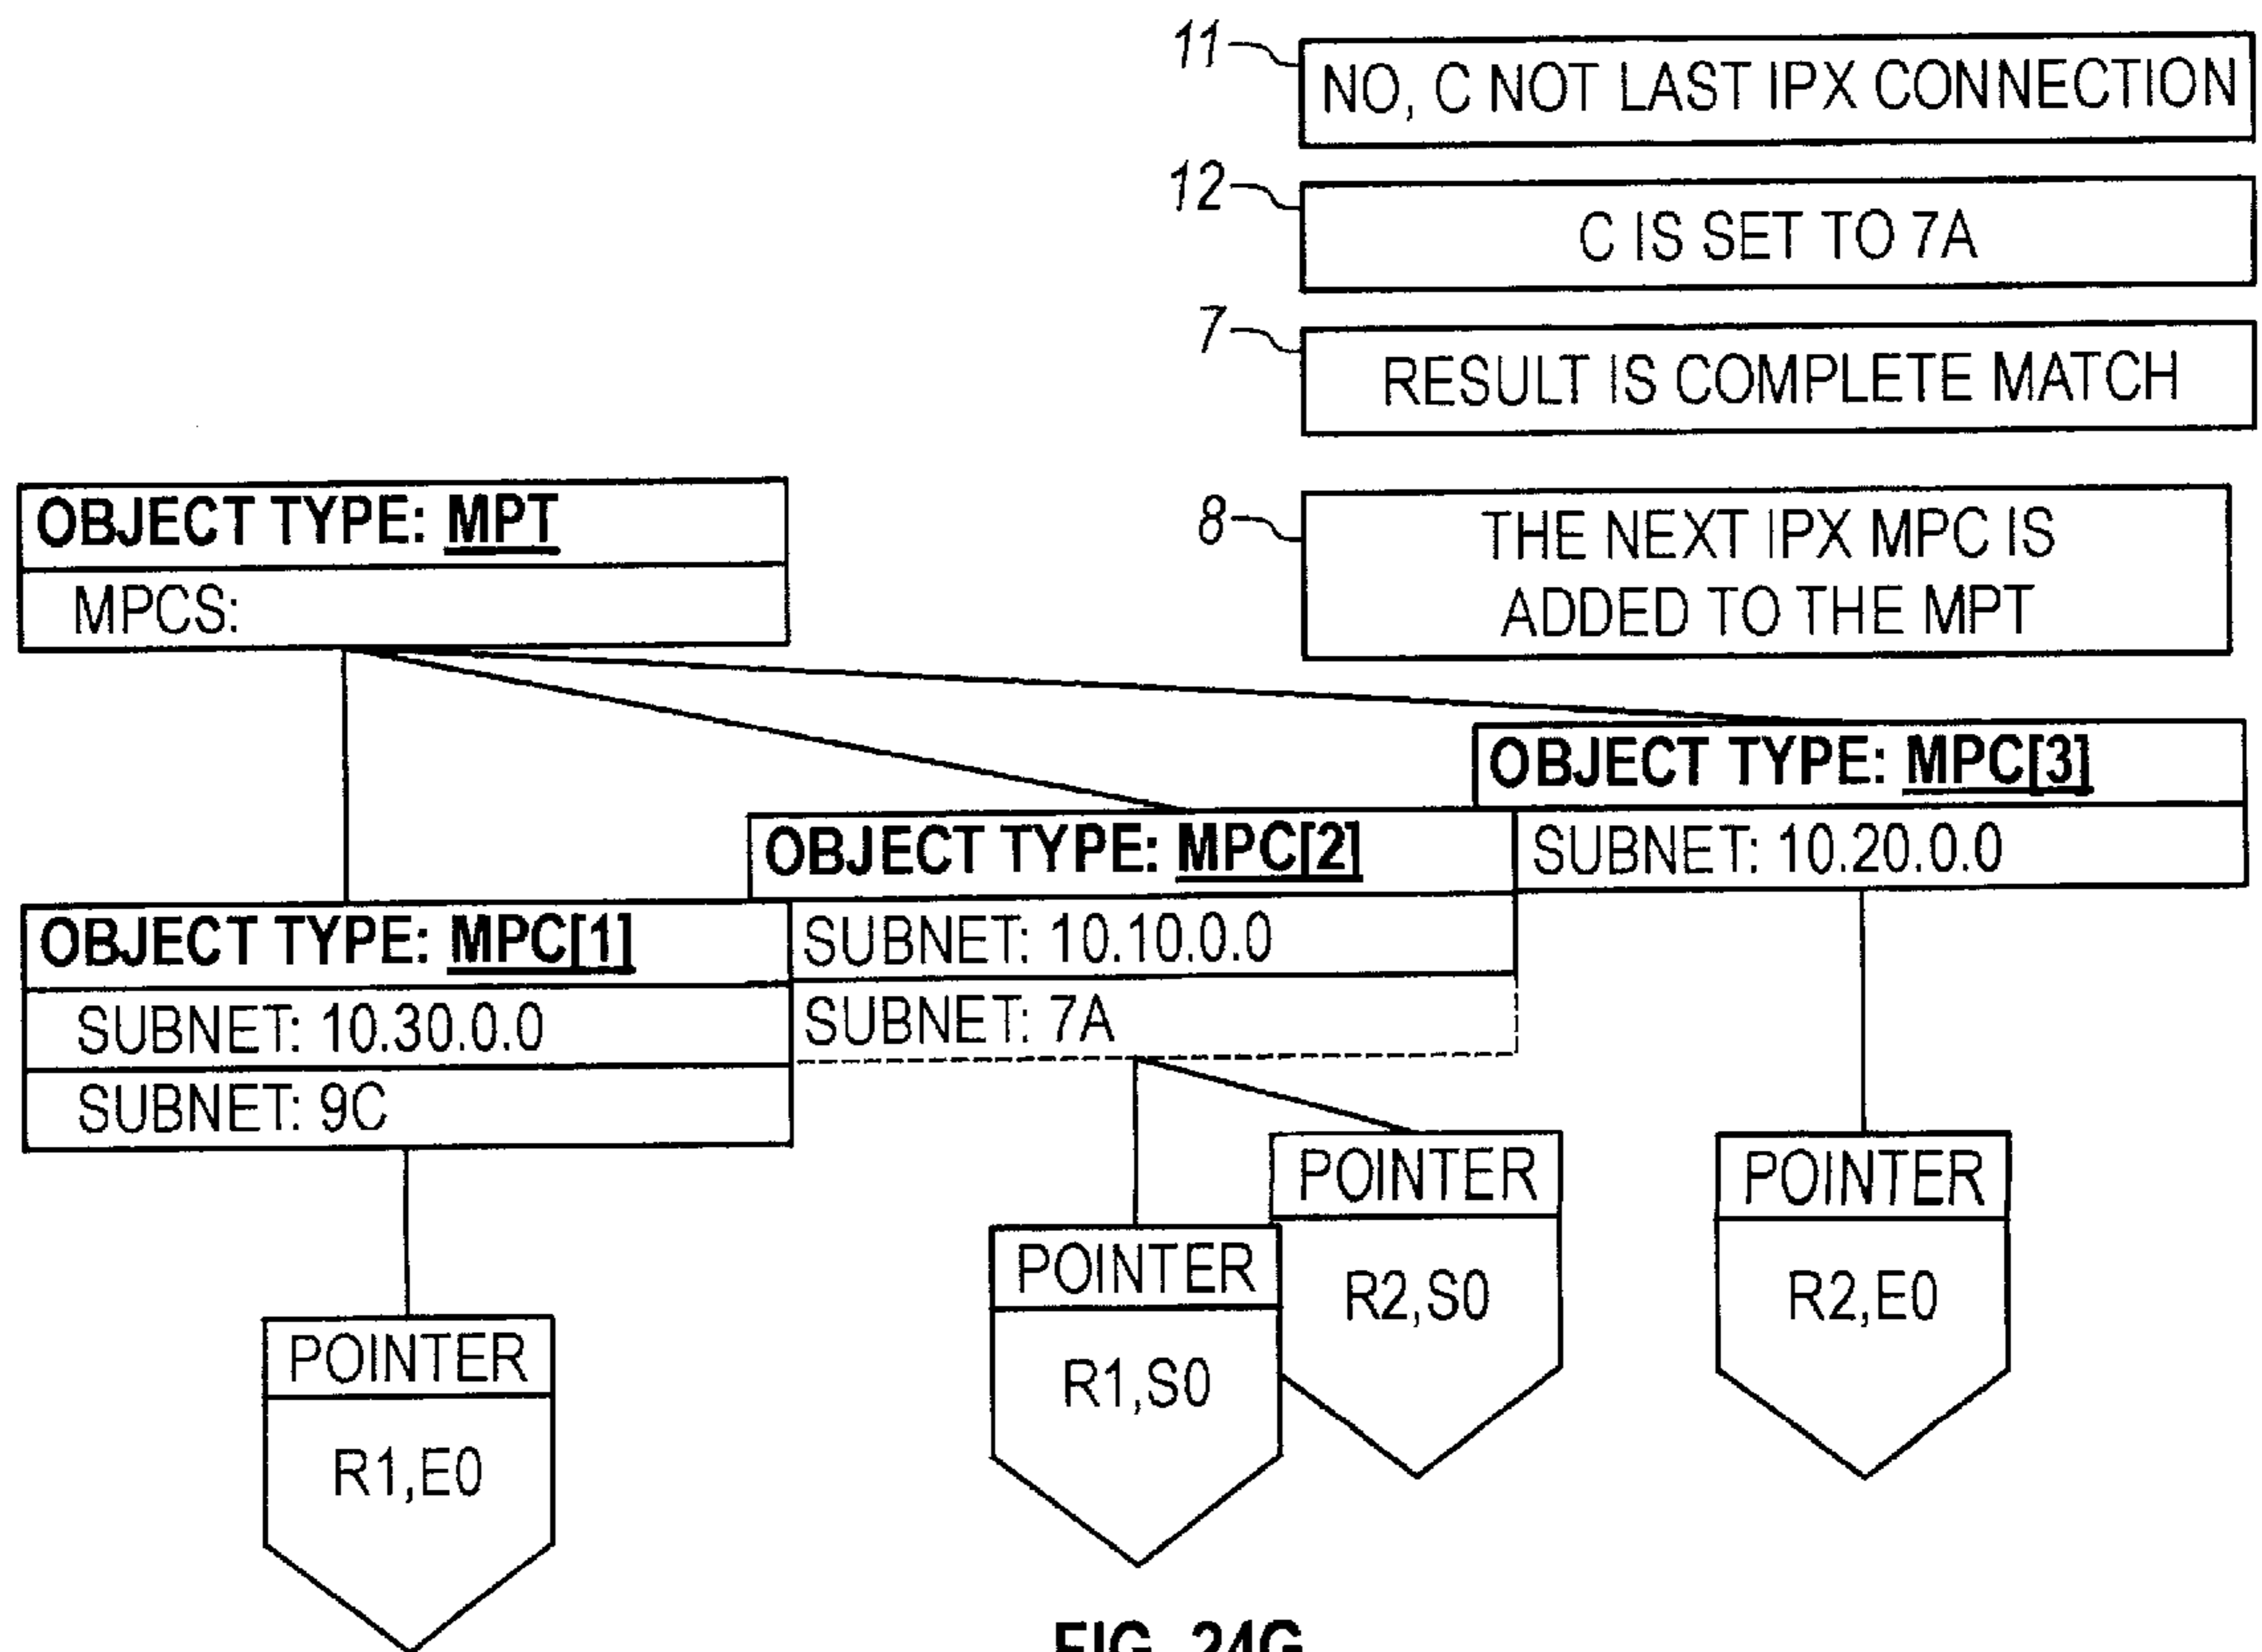 11
NO, C NOT LAST IPX CONNECTION
12
C IS SET TO 7A
7
RESULT IS COMPLETE MATCH
8
THE NEXT IPX MPC IS
ADDED TO THE MPT
OBJECT TYPE: MPT
MPCS:
OBJECT TYPE: MPC[3]
SUBNET: 10.20.0.0
OBJECT TYPE: MPC[2]
SUBNET: 10.10.0.0
SUBNET: 7A
OBJECT TYPE: MPC[1]
SUBNET: 10.30.0.0
SUBNET: 9C
POINTER
R1,E0
POINTER
R1,S0
POINTER
R2,S0
POINTER
R2,E0
FIG. 24G